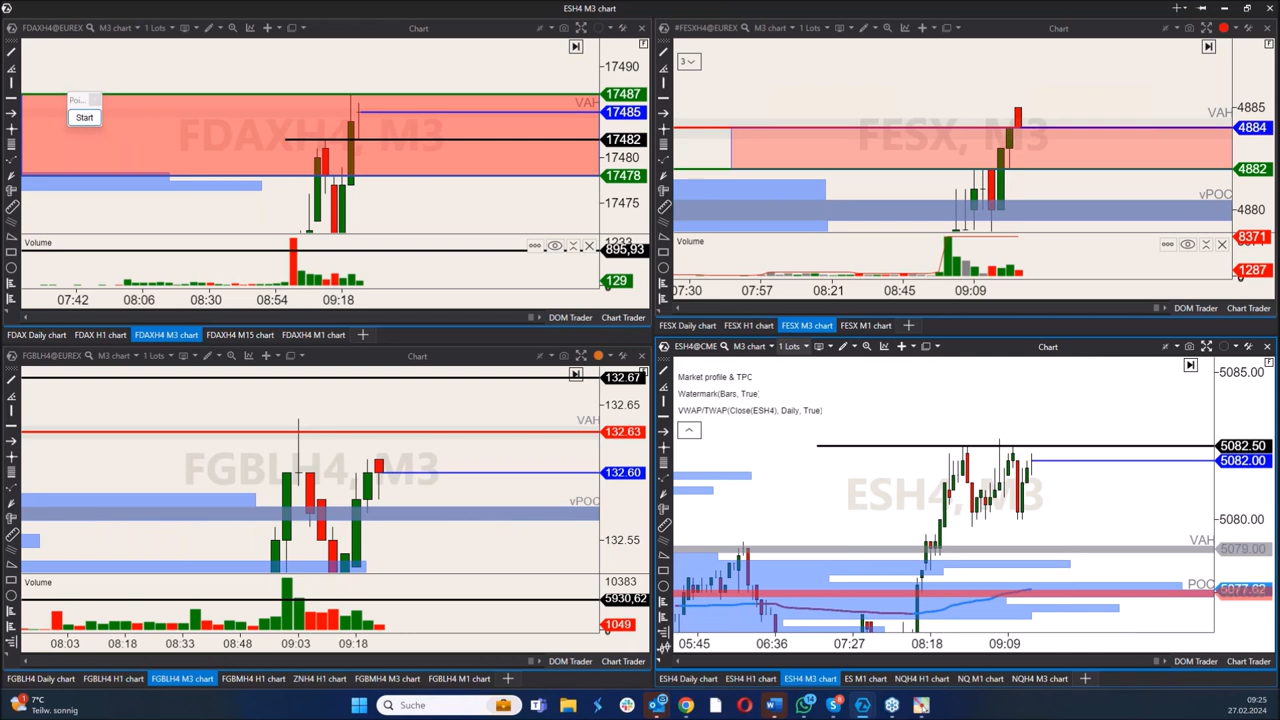 ESH4 M3 chart
FDAXH4@EUREX M3 chart 1 Lots Chart
17490
17487
VAH
17485
17482
17480
17478
17475
Poi...
Start
FDAXH4, M3
Volume
895,93
129
07:42 08:06 08:30 08:54 09:18
DOM Trader Chart Trader
FDAX Daily chart FDAX H1 chart FDAXH4 M3 chart FDAXH4 M15 chart FDAXH4 M1 chart
#FESXH4@EUREX M3 chart 1 Lots Chart
3
4885
VAH
4884
4882
vPOC
4880
FESX, M3
Volume
8371
1287
07:30 07:57 08:21 08:45 09:09
DOM Trader Chart Trader
FESX Daily chart FESX H1 chart FESX M3 chart FESX M1 chart
FGBLH4@EUREX M3 chart 1 Lots Chart
132.67
132.65
VAH
132.63
132.60
vPOC
132.55
FGBLH4, M3
Volume
10383
5930,62
1049
08:03 08:18 08:33 08:48 09:03 09:18
DOM Trader Chart Trader
FGBLH4 Daily chart FGBLH4 H1 chart FGBLH4 M3 chart FGBMH4 H1 chart ZNH4 H1 chart FGBMH4 M3 chart FGBLH4 M1 chart
ESH4@CME M3 chart 1 Lots Chart
Market profile & TPC
Watermark(Bars, True)
VWAP/TWAP(Close(ESH4), Daily, True)
5085.00
5082.50
5082.00
5080.00
VAH
5079.00
POC
5077.62
ESH4, M3
05:45 06:36 07:27 08:18 09:09
DOM Trader Chart Trader
ESH4 Daily chart ESH4 H1 chart ESH4 M3 chart ES M1 chart NQH4 H1 chart NQ M1 chart NQH4 M3 chart
7°C
Teilw. sonnig
Suche
09:25
27.02.2024